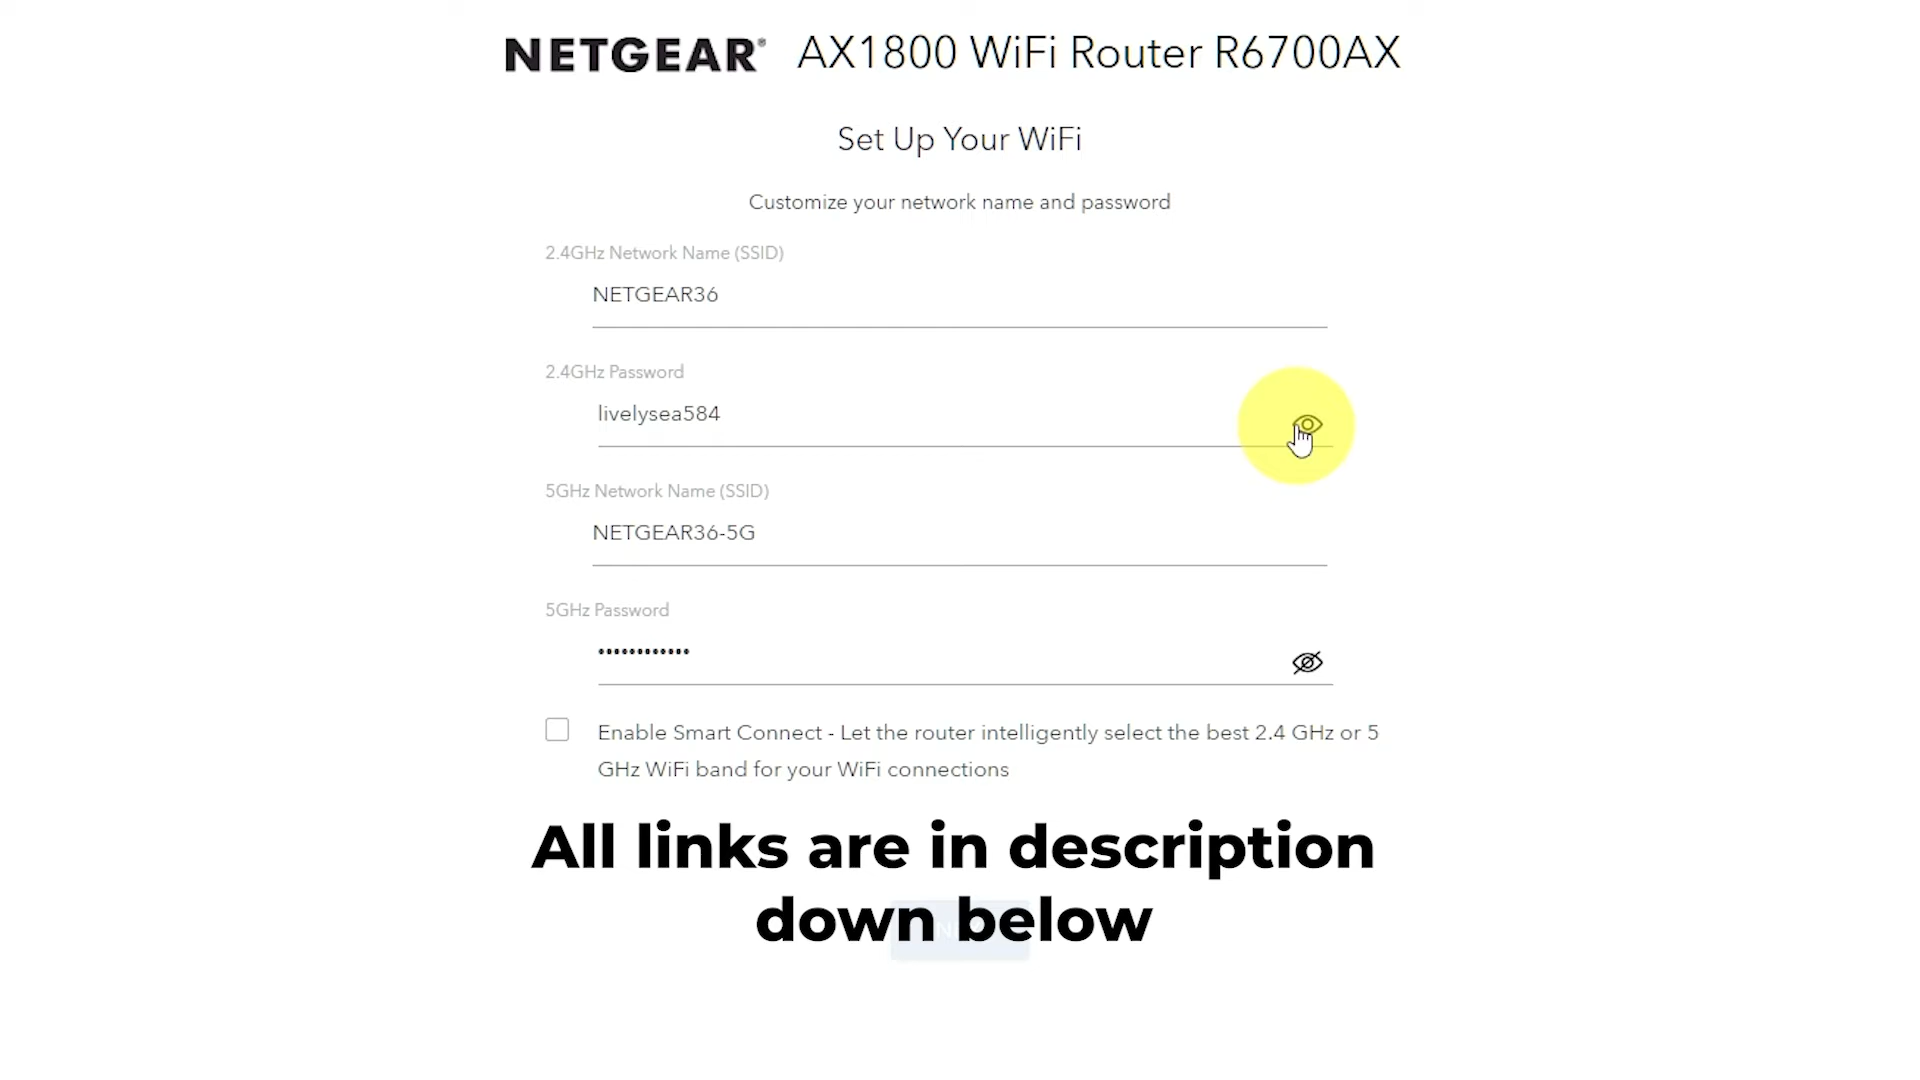 NETGEAR® AX1800 WiFi Router R6700AX
Set Up Your WiFi
Customize your network name and password
2.4GHz Network Name (SSID)
NETGEAR36
2.4GHz Password
livelysea584
5GHz Network Name (SSID)
NETGEAR36-5G
5GHz Password
••••••••••••
Enable Smart Connect - Let the router intelligently select the best 2.4 GHz or 5
GHz WiFi band for your WiFi connections
All links are in description
down below